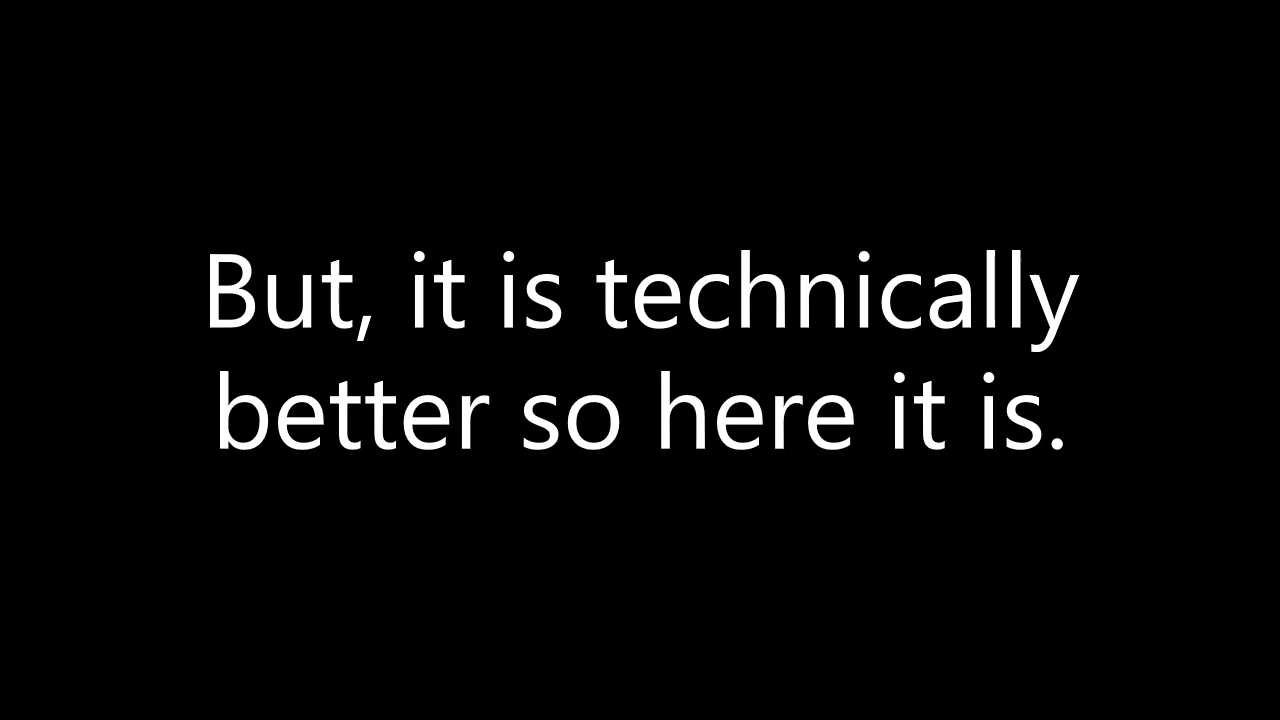 But, it is technically
better so here it is.